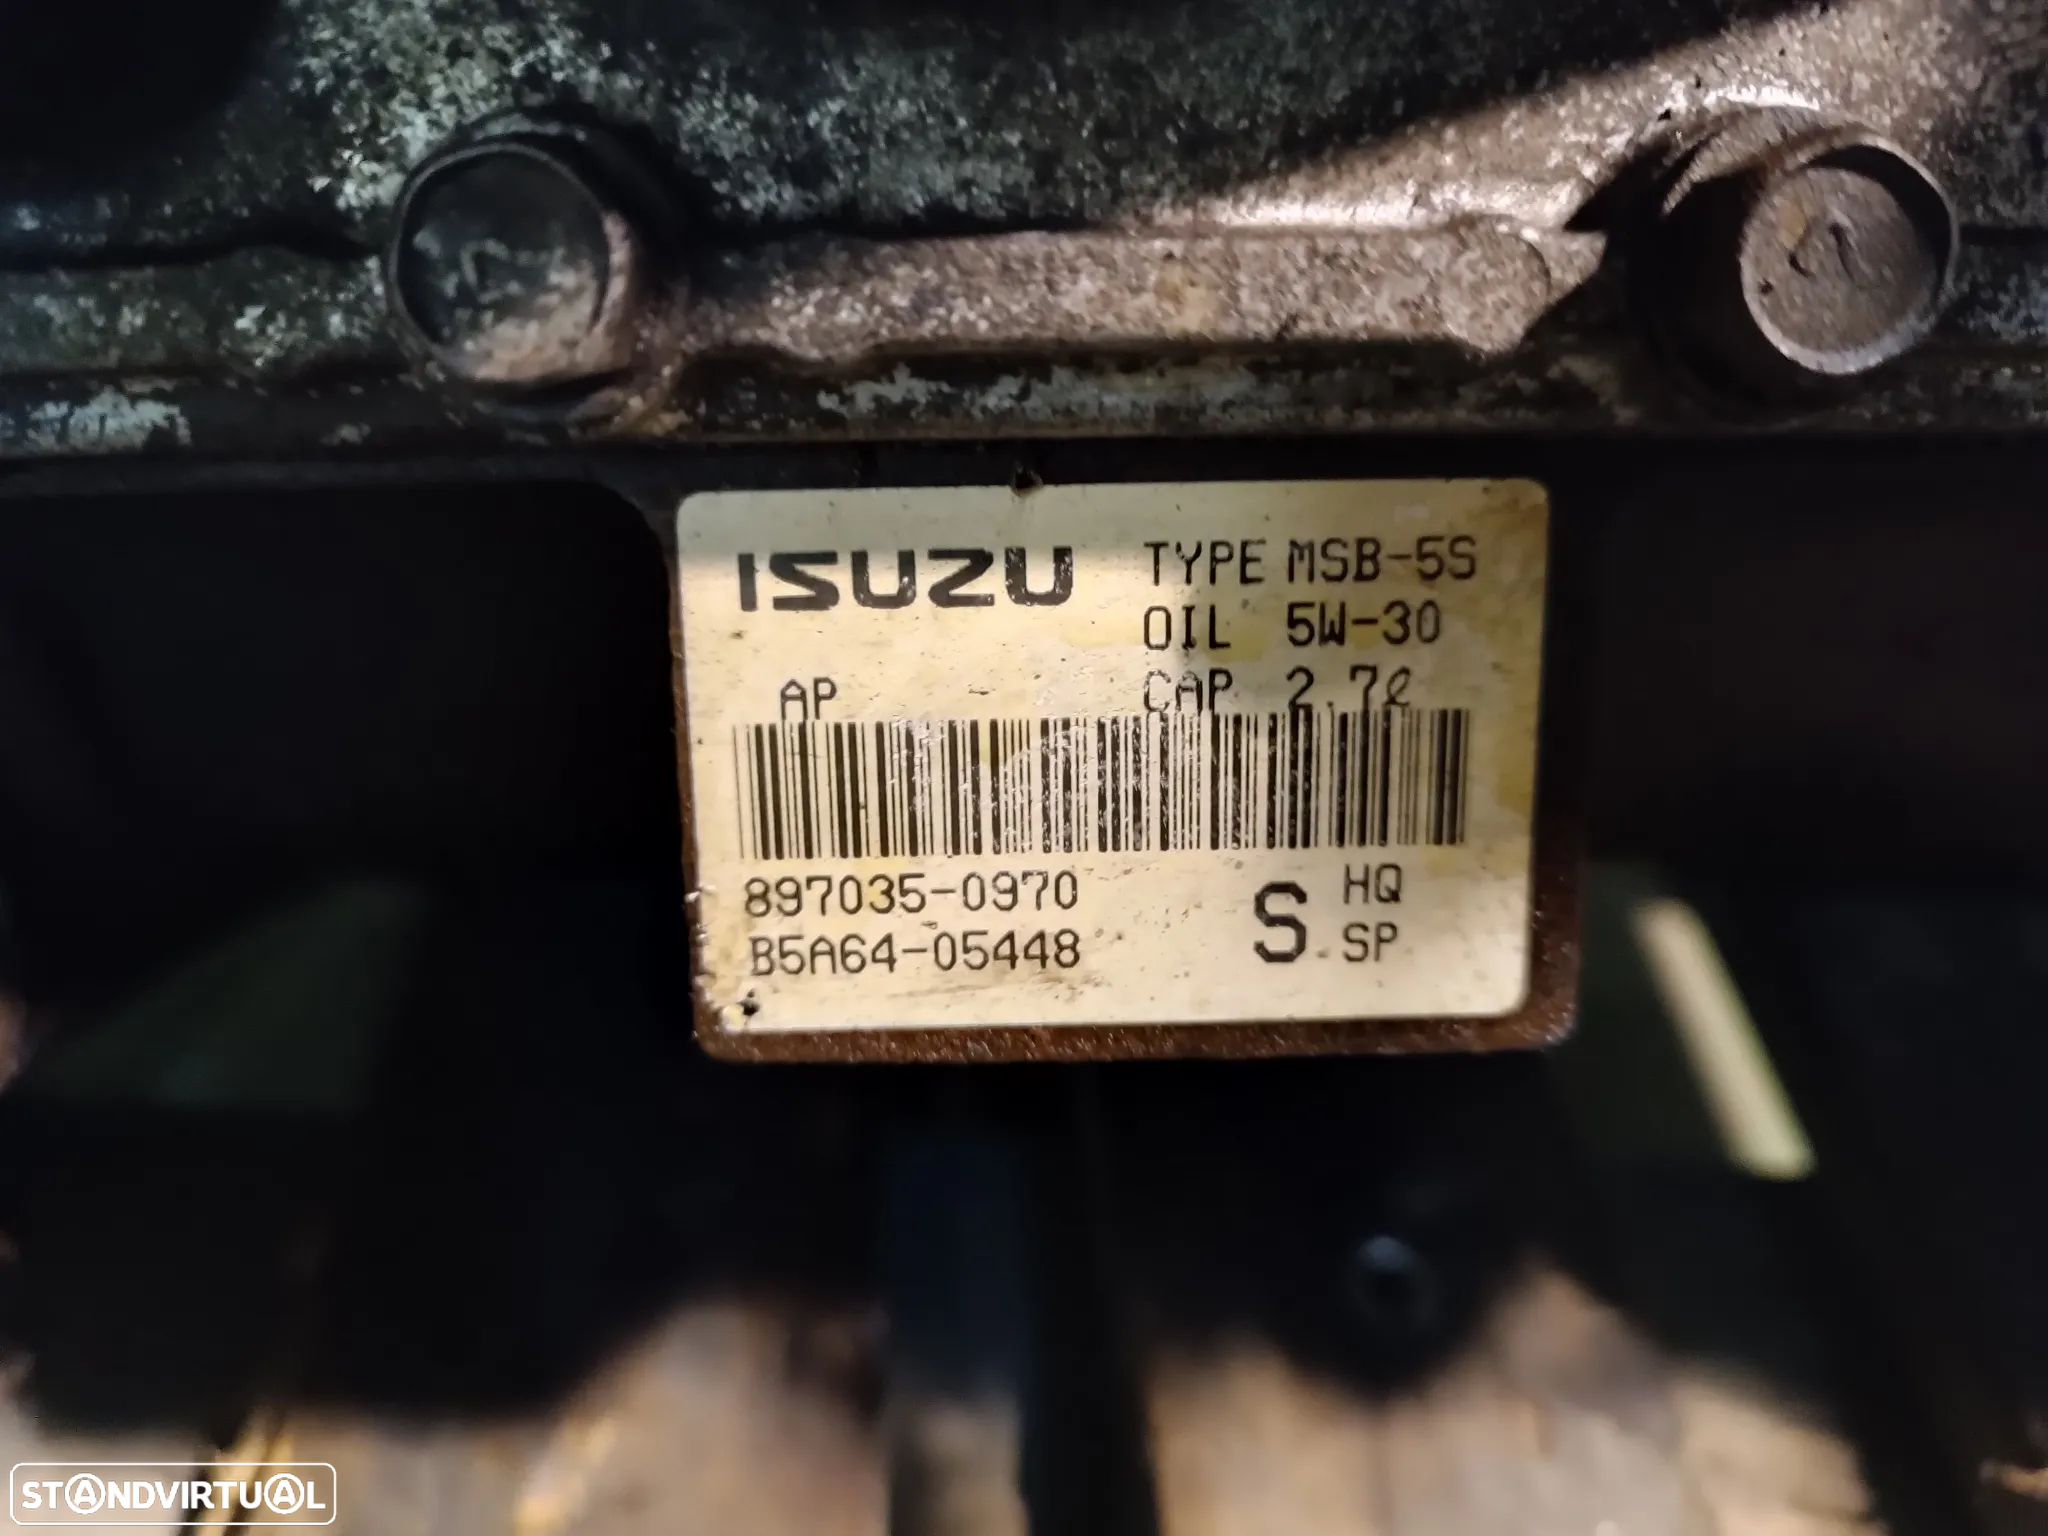 ISUZU
TYPE MSB-5S
OIL 5W-30
CAP 2.7ℓ
AP
897035-0970
B5A64-05448
S
HQ
SP
STANDVIRTUAL